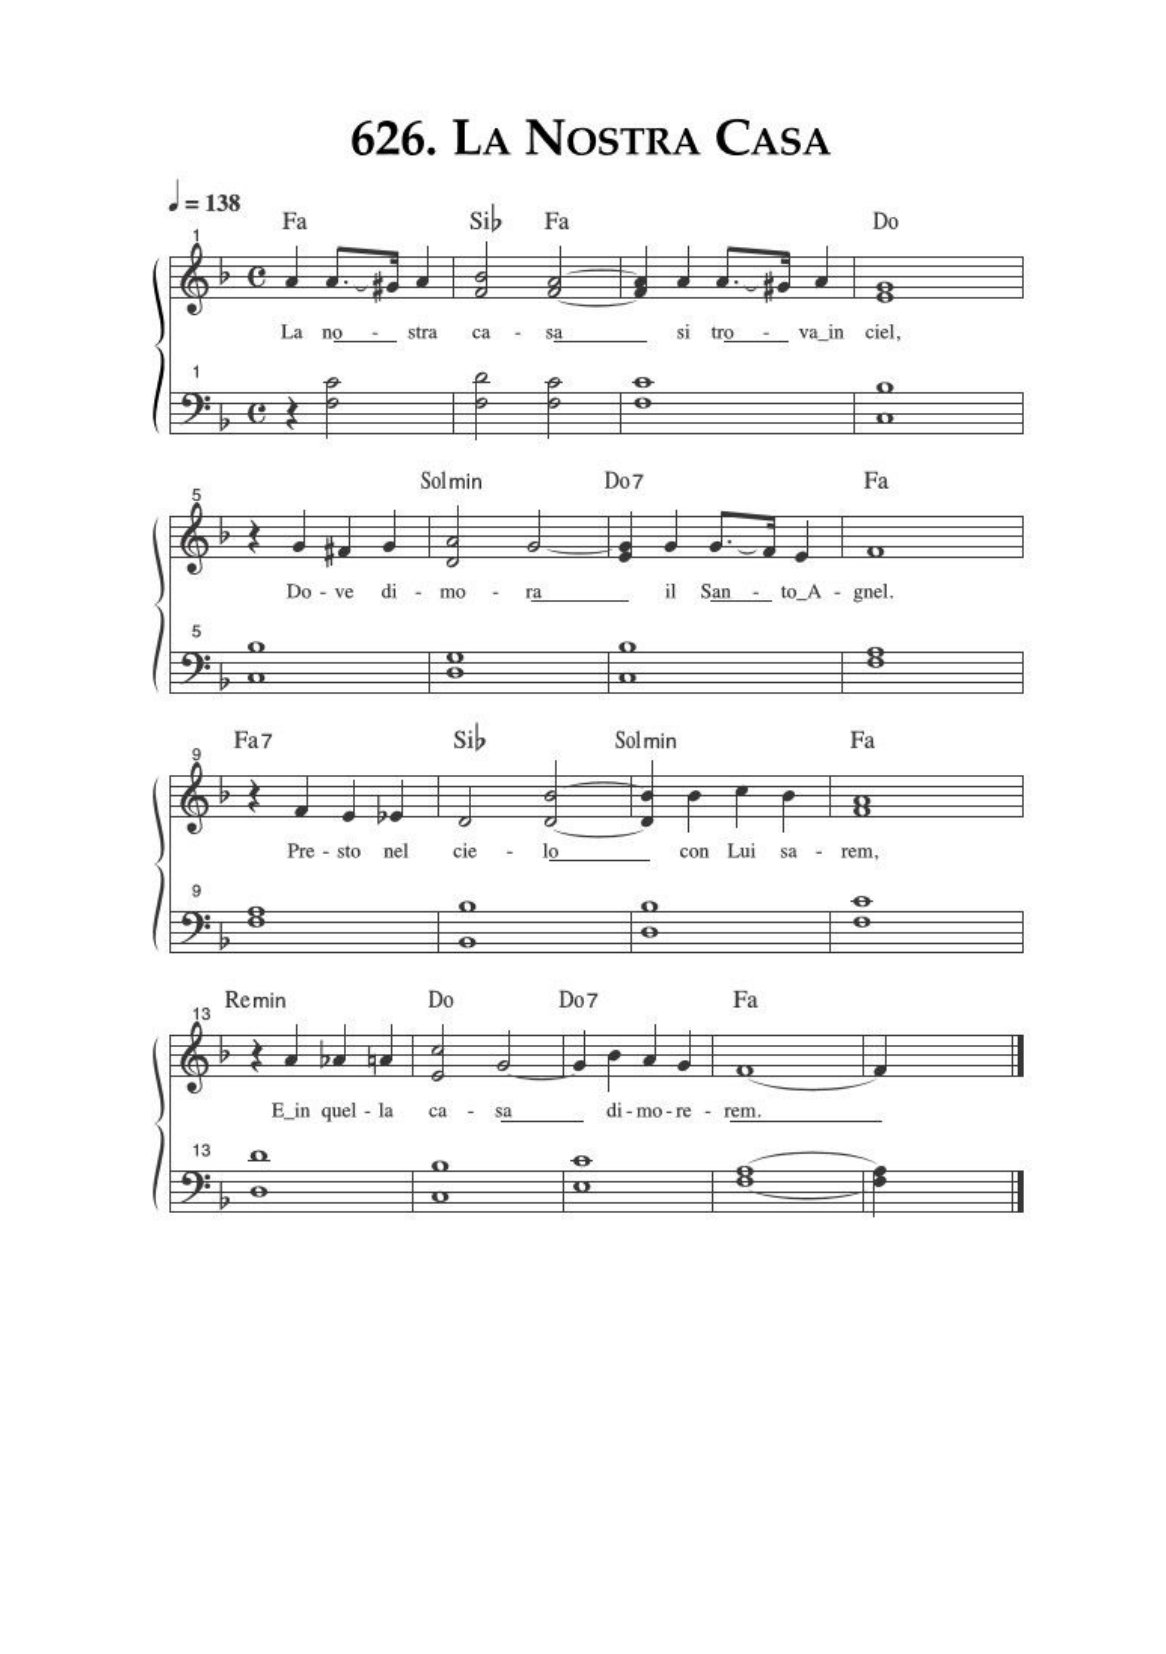 626. LA NOSTRA CASA
= 138
Fa Si♭ Fa Do
1
La no - stra ca - sa si tro - va_in ciel,
1
Solmin Do7 Fa
5
Do - ve di - mo - ra il San - to_A - gnel.
5
Fa7 Si♭ Solmin Fa
9
Pre - sto nel cie - lo con Lui sa - rem,
9
Remin Do Do7 Fa
13
E_in quel - la ca - sa di - mo - re - rem.
13